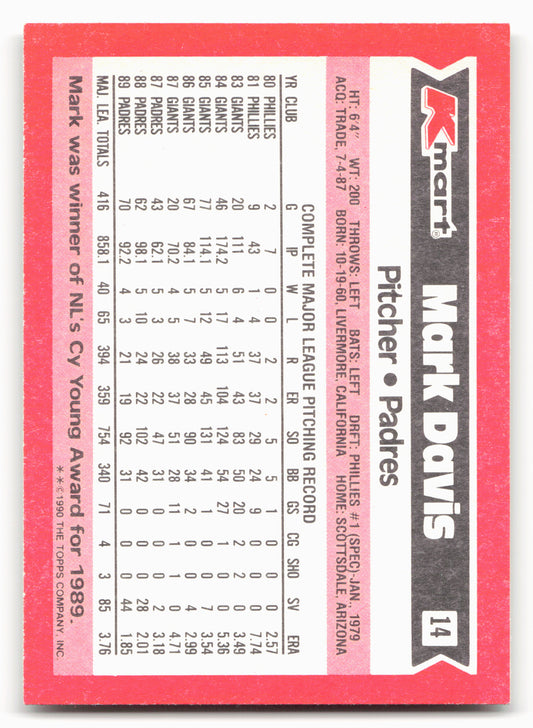 Kmart®
Mark Davis
14
Pitcher • Padres
HT: 6'4" WT: 200 THROWS: LEFT BATS: LEFT DRFT: PHILLIES #1 (SPEC)-JAN., 1979
ACQ: TRADE, 7-4-87 BORN: 10-19-60, LIVERMORE, CALIFORNIA HOME: SCOTTSDALE, ARIZONA
COMPLETE MAJOR LEAGUE PITCHING RECORD
YR CLUB G IP W L R ER SO BB GS CG SHO SV ERA
80 PHILLIES 2 7 0 0 2 2 5 5 1 0 0 0 2.57
81 PHILLIES 9 43 1 4 37 37 29 24 9 0 0 0 7.74
83 GIANTS 20 111 6 4 51 43 83 50 20 2 2 0 3.49
84 GIANTS 46 174.2 5 17 113 104 124 54 27 1 0 0 5.36
85 GIANTS 77 114.1 5 12 49 45 131 41 1 0 0 7 3.54
86 GIANTS 67 84.1 5 7 33 28 90 34 2 0 0 4 2.99
87 GIANTS 20 70.2 4 5 38 37 51 28 11 1 0 0 4.71
87 PADRES 43 62.1 5 3 26 22 47 31 0 0 0 2 3.18
88 PADRES 62 98.1 5 10 24 22 102 42 0 0 0 28 2.01
89 PADRES 70 92.2 4 3 21 19 92 31 0 0 0 44 1.85
MAJ. LEA. TOTALS 416 858.1 40 65 394 359 754 340 71 4 3 85 3.76
Mark was winner of NL's Cy Young Award for 1989.
**©1990 THE TOPPS COMPANY, INC.